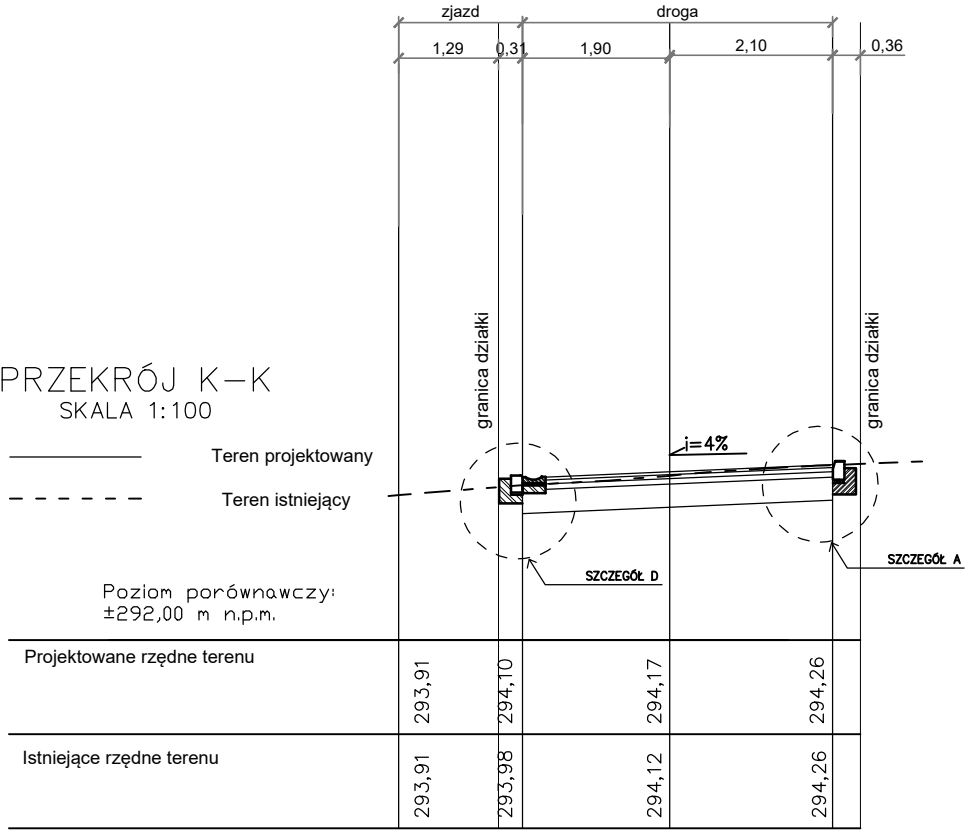 zjazd
droga
1,29
0,31
1,90
2,10
0,36
granica działki
granica działki
PRZEKRÓJ K-K
SKALA 1:100
i=4%
Teren projektowany
Teren istniejący
SZCZEGÓŁ D
SZCZEGÓŁ A
Poziom porównawczy:
±292,00 m n.p.m.
Projektowane rzędne terenu
293,91
294,10
294,17
294,26
Istniejące rzędne terenu
293,91
293,98
294,12
294,26